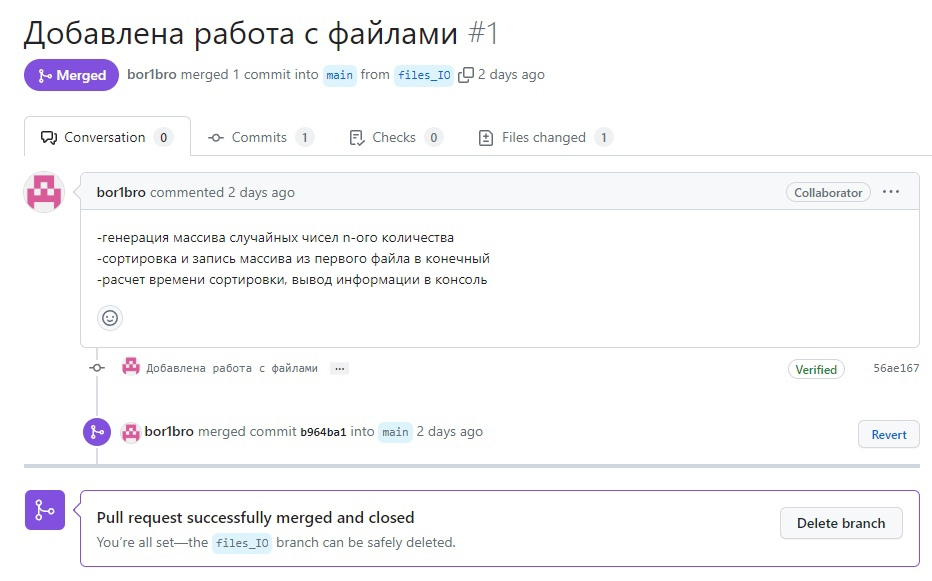 Добавлена работа с файлами #1
Merged bor1bro merged 1 commit into main from files_IO 2 days ago
Conversation 0 Commits 1 Checks 0 Files changed 1
bor1bro commented 2 days ago Collaborator ...
-генерация массива случайных чисел n-ого количества
-сортировка и запись массива из первого файла в конечный
-расчет времени сортировки, вывод информации в консоль
Добавлена работа с файлами ... Verified 56ae167
bor1bro merged commit b964ba1 into main 2 days ago Revert
Pull request successfully merged and closed
You’re all set—the files_IO branch can be safely deleted.
Delete branch